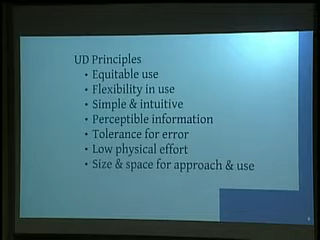 UD Principles
• Equitable use
• Flexibility in use
• Simple & intuitive
• Perceptible information
• Tolerance for error
• Low physical effort
• Size & space for approach & use